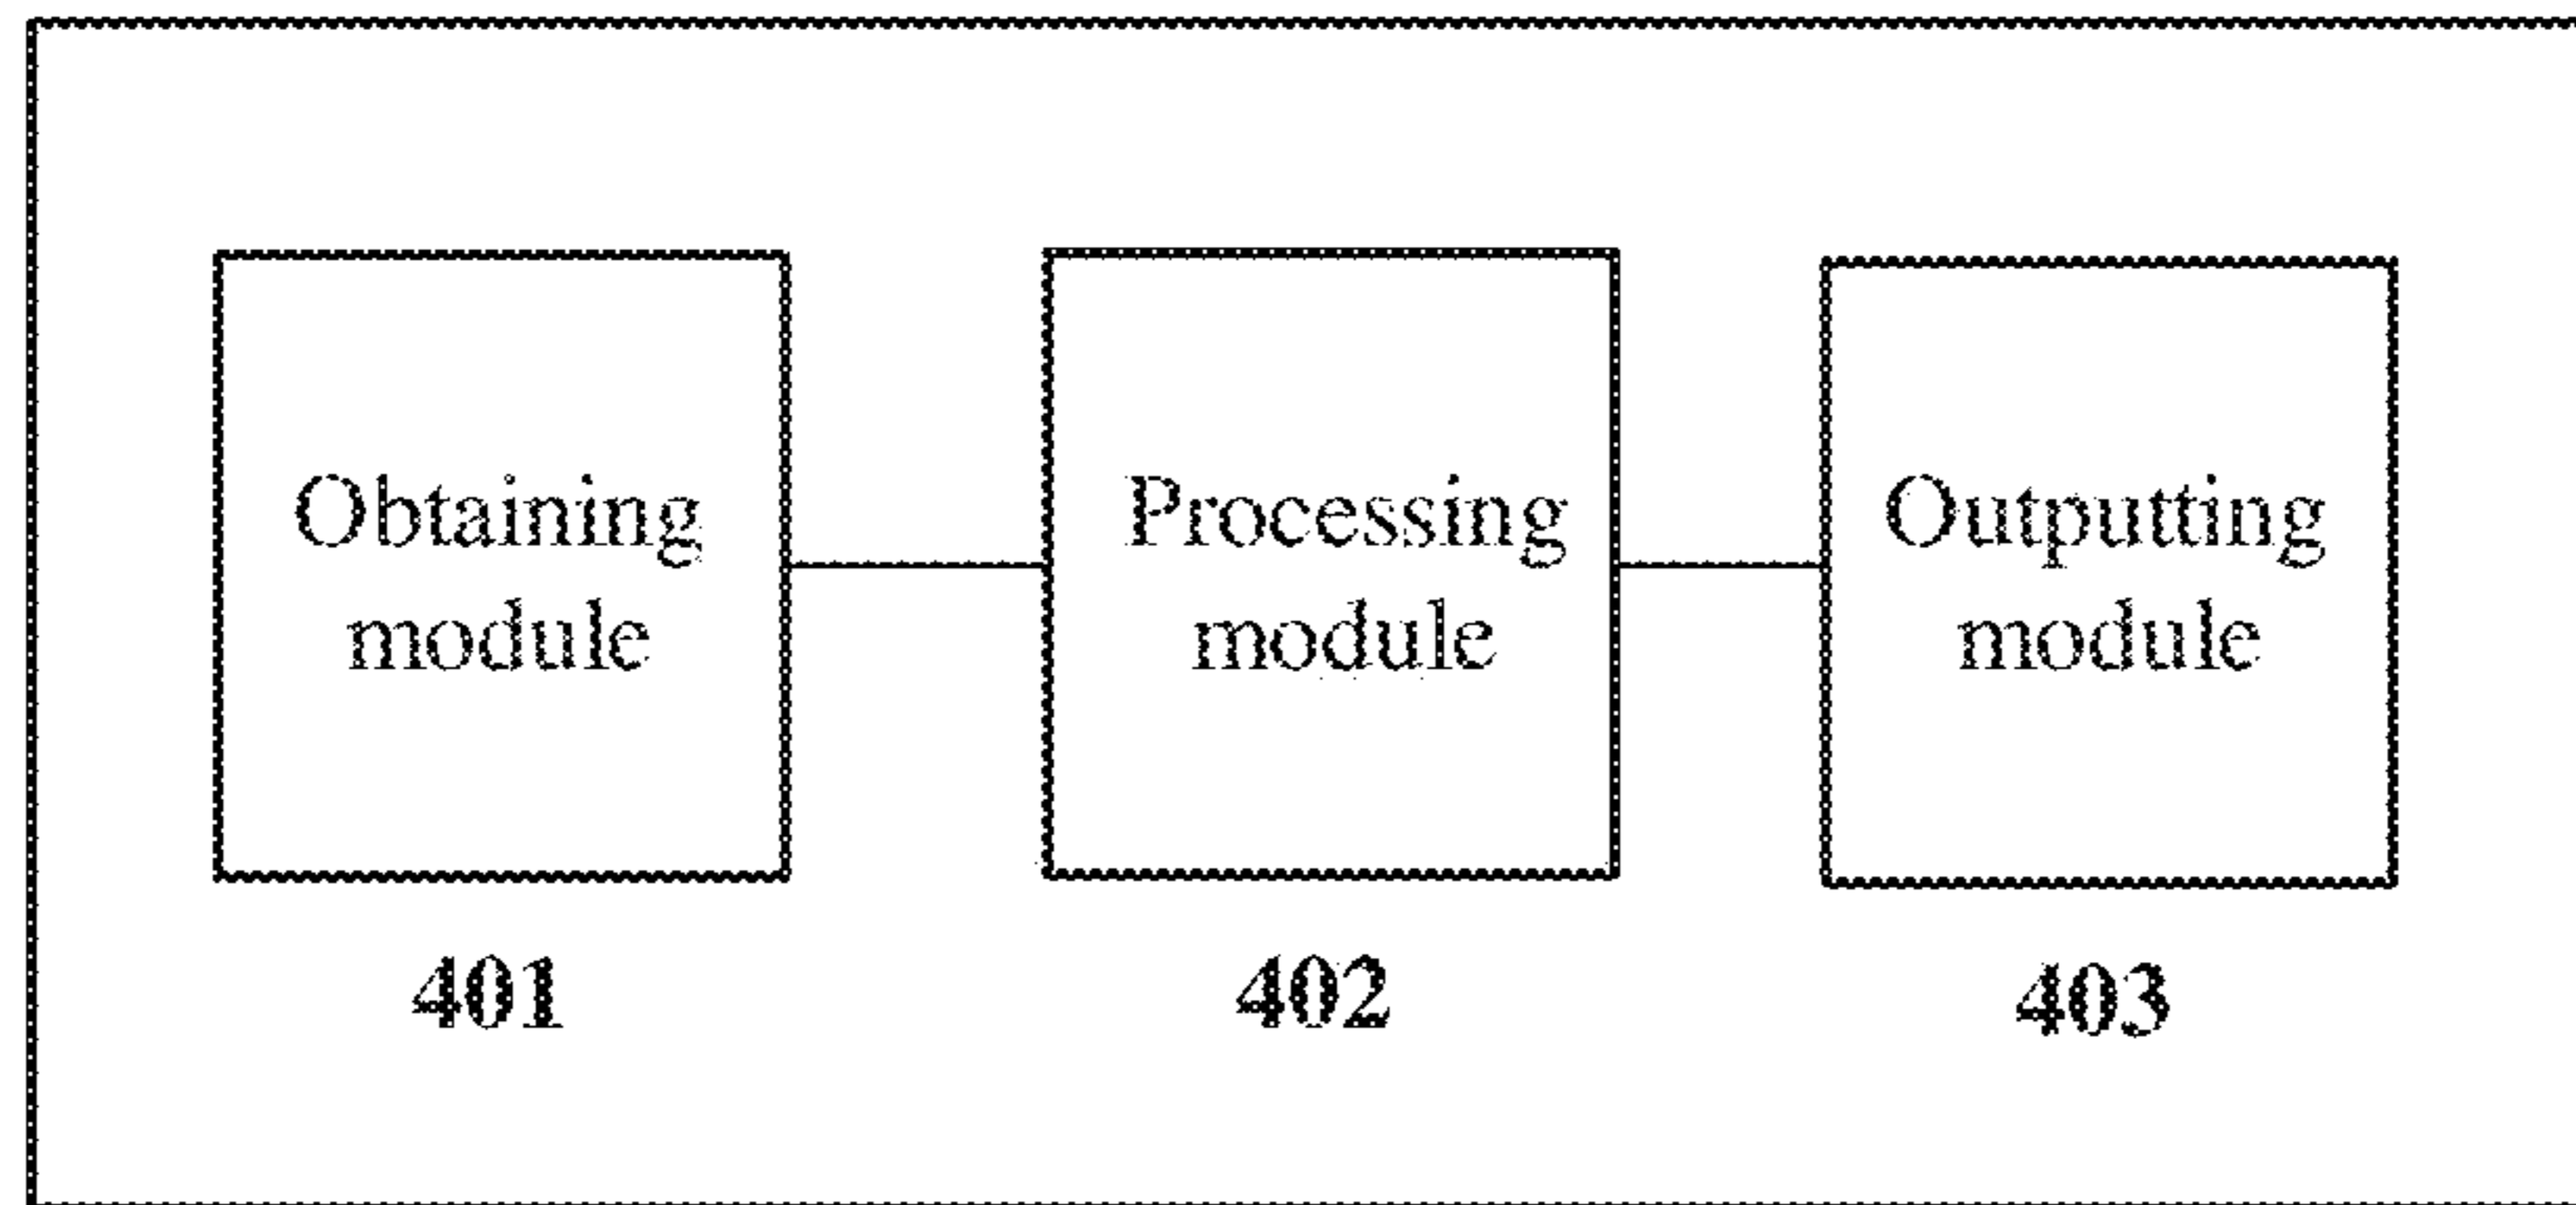 Obtaining
module
Processing
module
Outputting
module
401
402
403